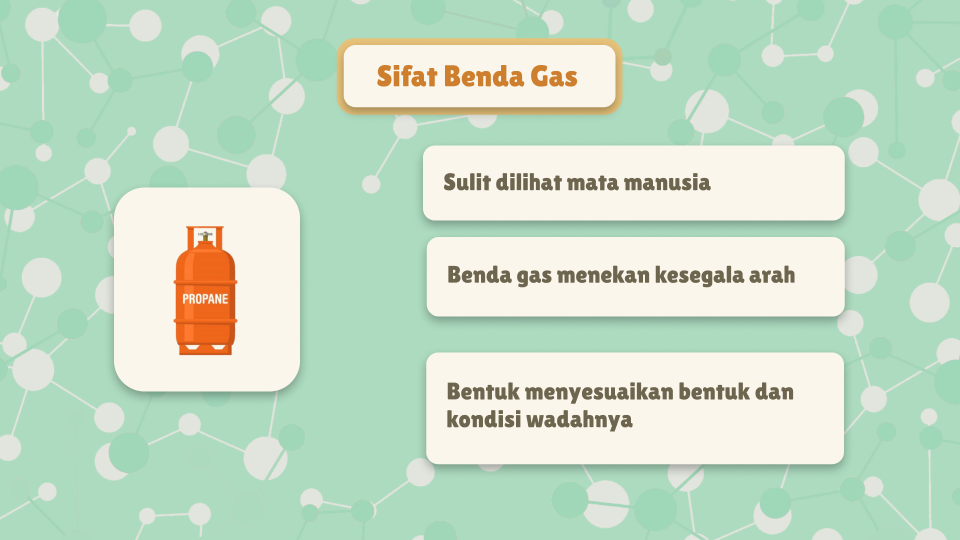 Sifat Benda Gas
Sulit dilihat mata manusia
Benda gas menekan kesegala arah
PROPANE
Bentuk menyesuaikan bentuk dan
kondisi wadahnya